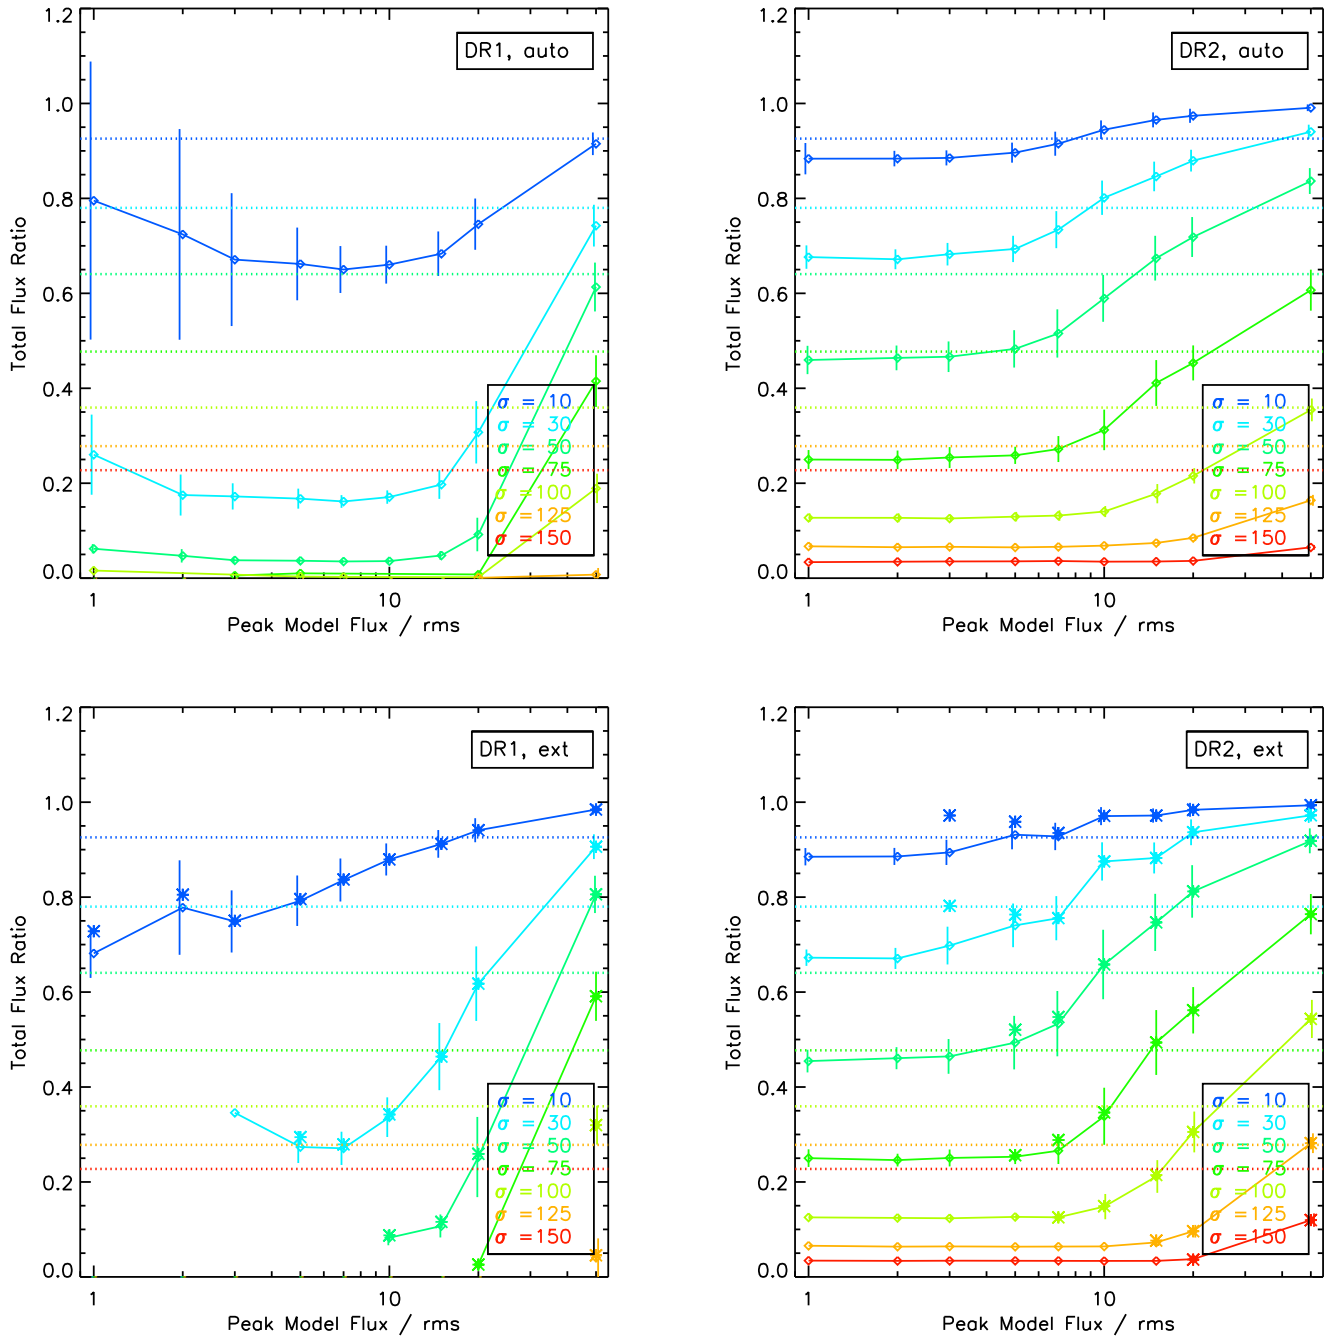 DR1, auto
1.2
1.0
0.8
0.6
0.4
0.2
0.0
Total Flux Ratio
σ = 10
σ = 30
σ = 50
σ = 75
σ =100
σ =125
σ =150
1
10
Peak Model Flux / rms
DR2, auto
1.2
1.0
0.8
0.6
0.4
0.2
0.0
Total Flux Ratio
σ = 10
σ = 30
σ = 50
σ = 75
σ =100
σ =125
σ =150
1
10
Peak Model Flux / rms
DR1, ext
1.2
1.0
0.8
0.6
0.4
0.2
0.0
Total Flux Ratio
σ = 10
σ = 30
σ = 50
σ = 75
σ =100
σ =125
σ =150
1
10
Peak Model Flux / rms
DR2, ext
1.2
1.0
0.8
0.6
0.4
0.2
0.0
Total Flux Ratio
σ = 10
σ = 30
σ = 50
σ = 75
σ =100
σ =125
σ =150
1
10
Peak Model Flux / rms